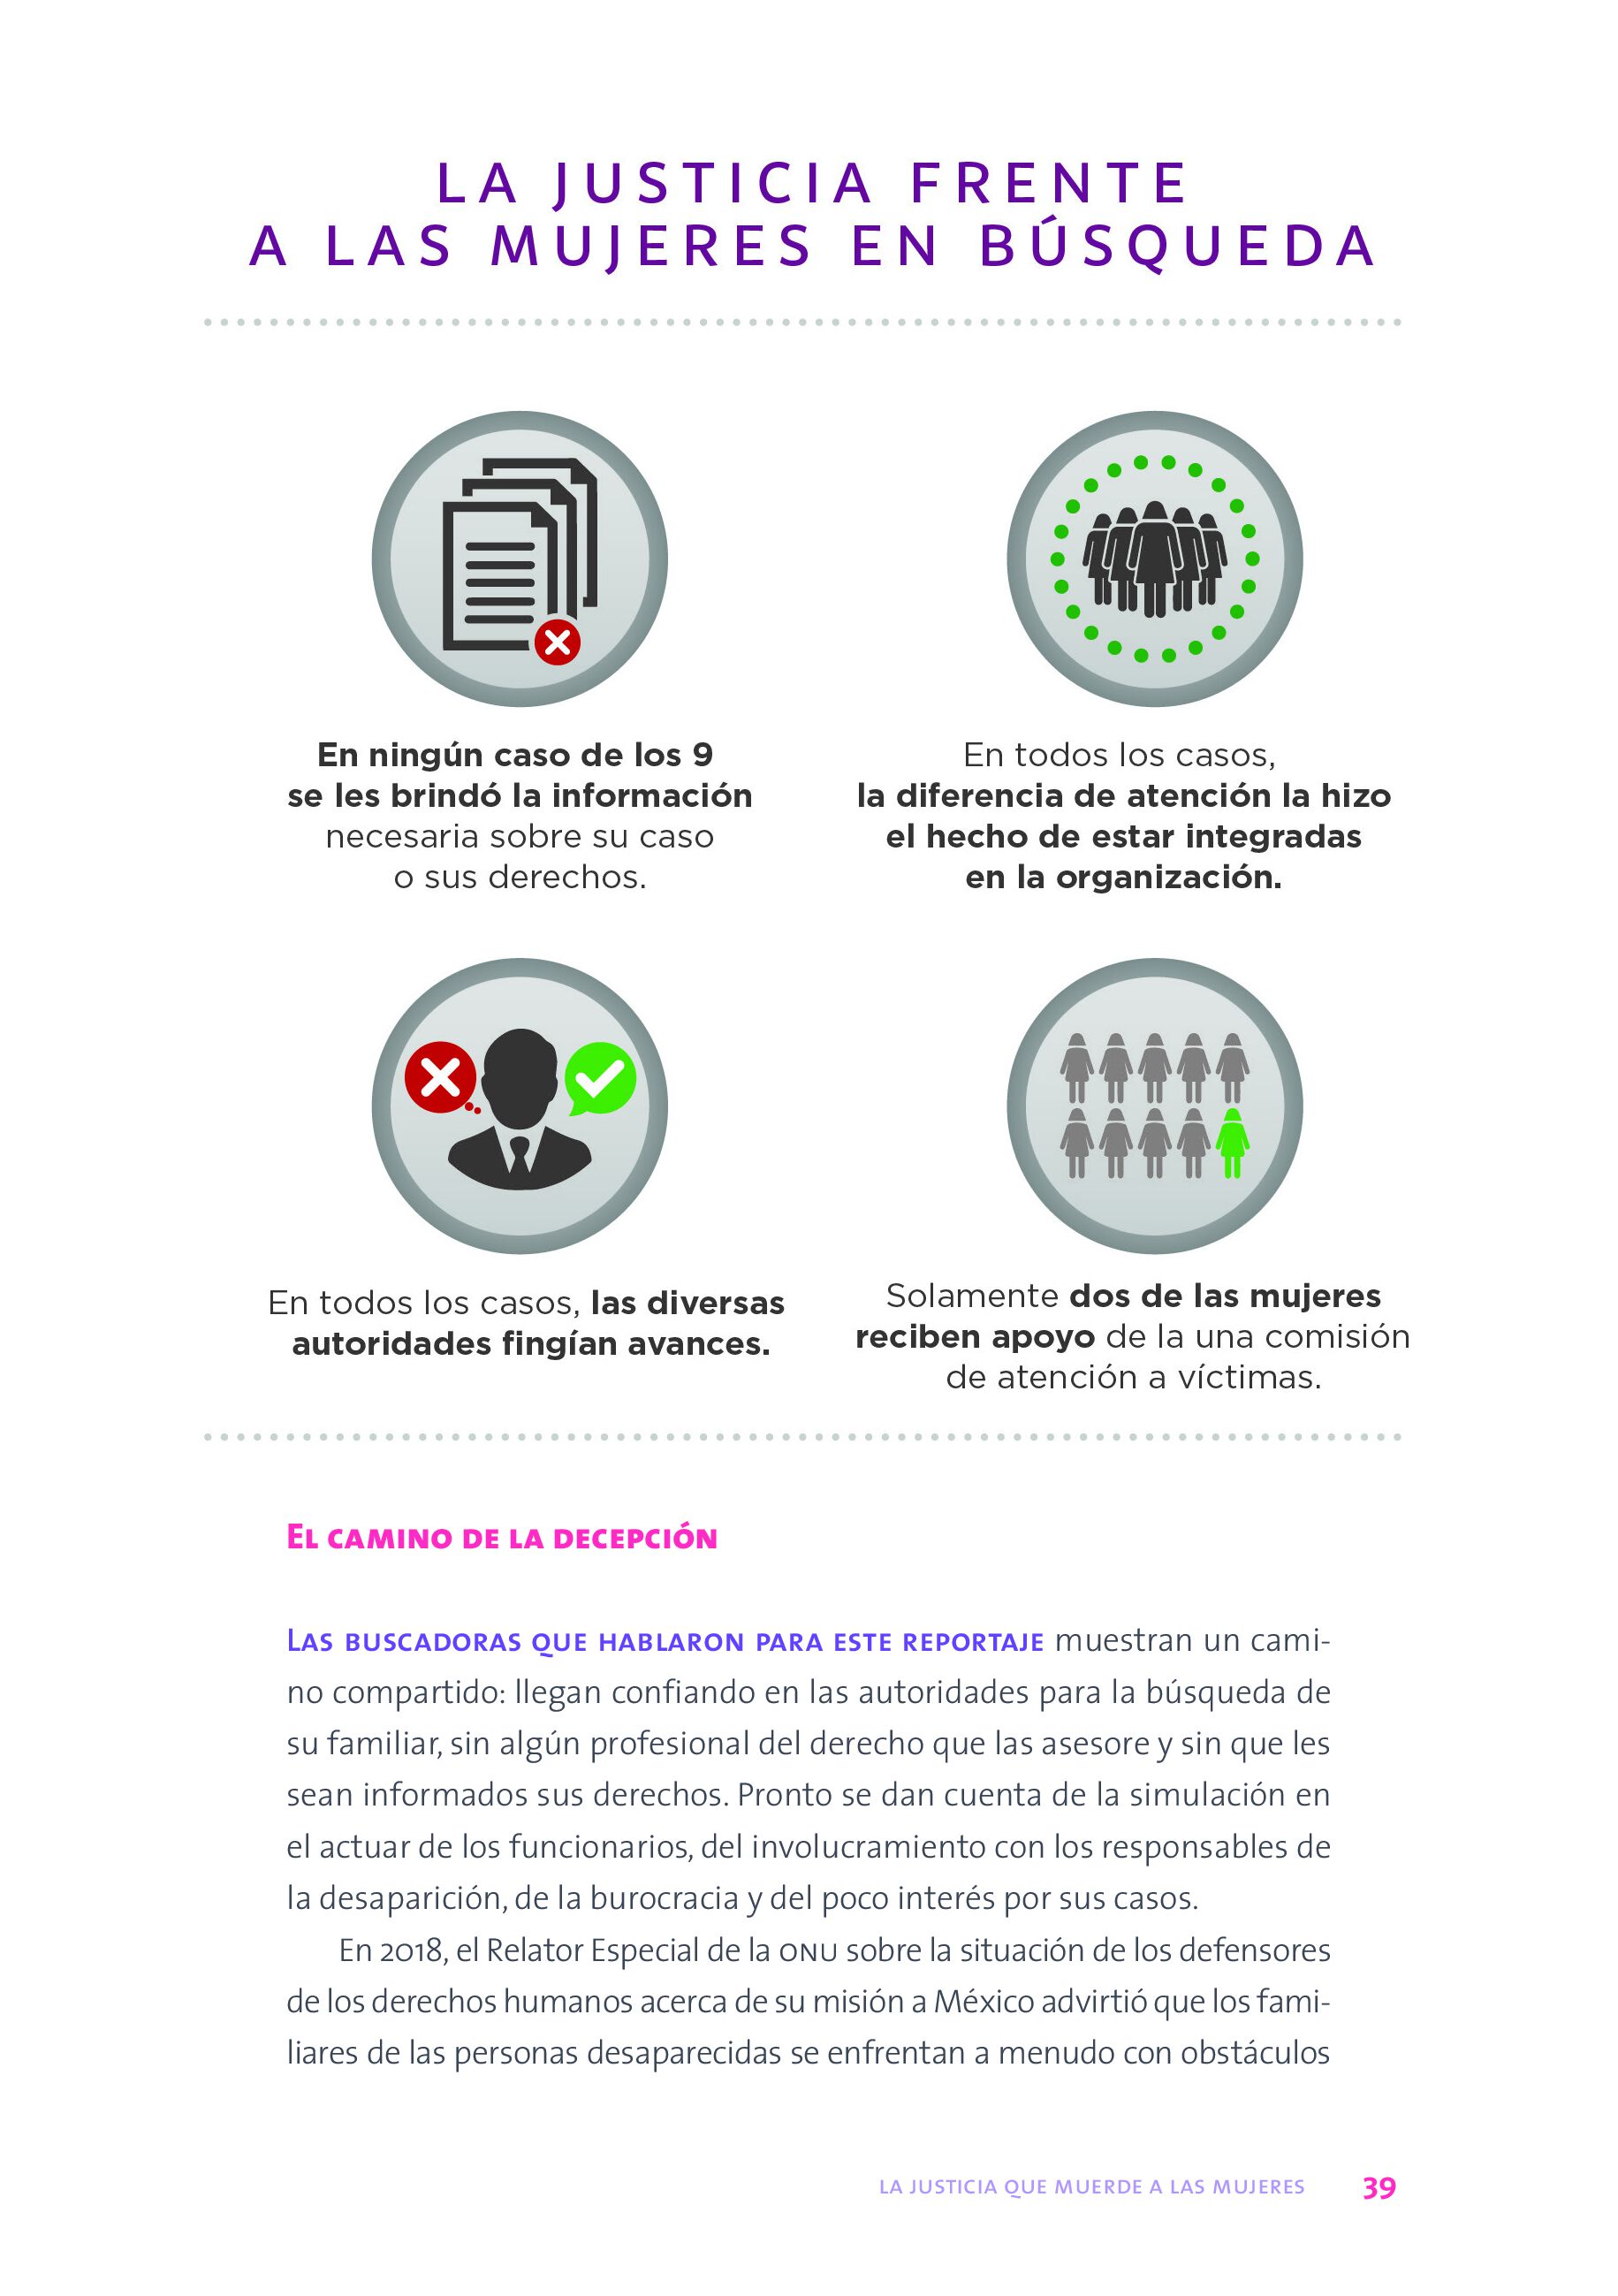 LA JUSTICIA FRENTE
A LAS MUJERES EN BÚSQUEDA
En ningún caso de los 9
se les brindó la información
necesaria sobre su caso
o sus derechos.
En todos los casos,
la diferencia de atención la hizo
el hecho de estar integradas
en la organización.
En todos los casos, las diversas
autoridades fingían avances.
Solamente dos de las mujeres
reciben apoyo de la una comisión
de atención a víctimas.
EL CAMINO DE LA DECEPCIÓN
LAS BUSCADORAS QUE HABLARON PARA ESTE REPORTAJE muestran un cami-
no compartido: llegan confiando en las autoridades para la búsqueda de
su familiar, sin algún profesional del derecho que las asesore y sin que les
sean informados sus derechos. Pronto se dan cuenta de la simulación en
el actuar de los funcionarios, del involucramiento con los responsables de
la desaparición, de la burocracia y del poco interés por sus casos.
En 2018, el Relator Especial de la ONU sobre la situación de los defensores
de los derechos humanos acerca de su misión a México advirtió que los fami-
liares de las personas desaparecidas se enfrentan a menudo con obstáculos
LA JUSTICIA QUE MUERDE A LAS MUJERES 39